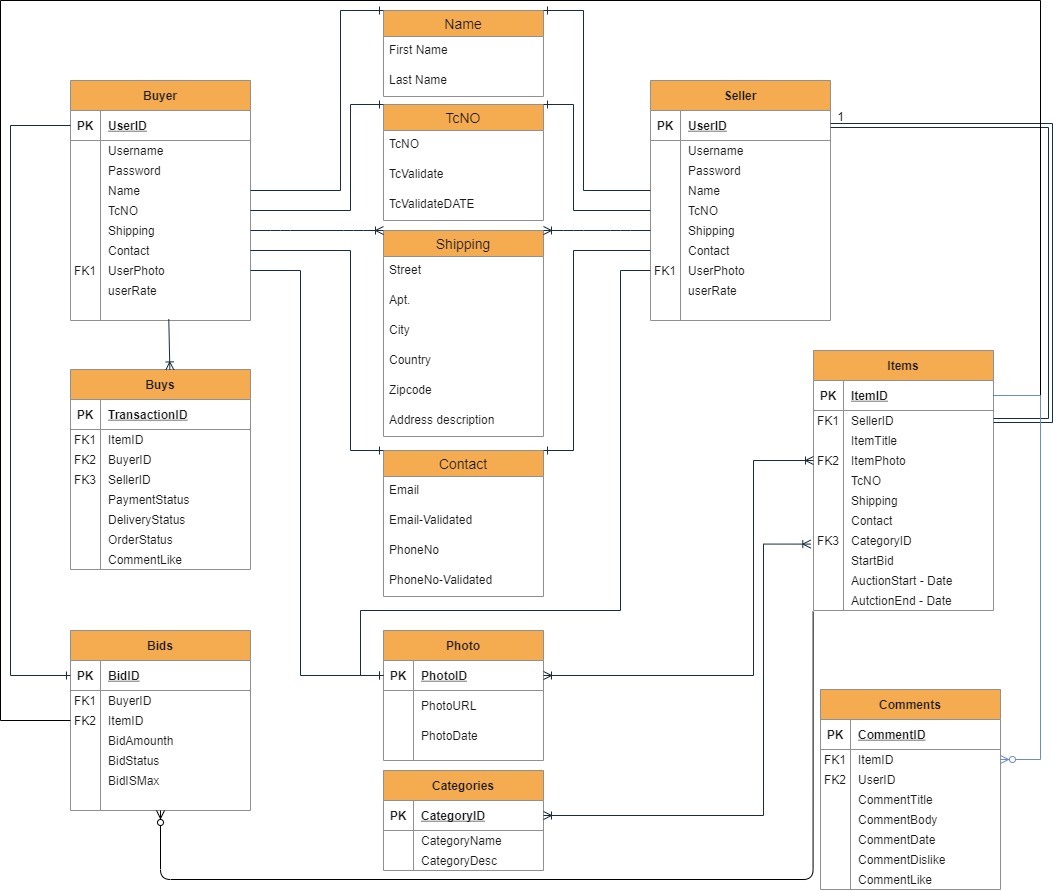 Name
First Name
Last Name
Buyer
PK UserID
Username
Password
Name
TcNO
Shipping
Contact
FK1 UserPhoto
userRate
TcNO
TcNO
TcValidate
TcValidateDATE
Seller
1
PK UserID
Username
Password
Name
TcNO
Shipping
Contact
FK1 UserPhoto
userRate
Shipping
Street
Apt.
City
Country
Zipcode
Address description
Buys
PK TransactionID
FK1 ItemID
FK2 BuyerID
FK3 SellerID
PaymentStatus
DeliveryStatus
OrderStatus
CommentLike
Contact
Email
Email-Validated
PhoneNo
PhoneNo-Validated
Items
PK ItemID
FK1 SellerID
ItemTitle
FK2 ItemPhoto
TcNO
Shipping
Contact
FK3 CategoryID
StartBid
AuctionStart - Date
AutctionEnd - Date
Bids
PK BidID
FK1 BuyerID
FK2 ItemID
BidAmounth
BidStatus
BidISMax
Photo
PK PhotoID
PhotoURL
PhotoDate
Categories
PK CategoryID
CategoryName
CategoryDesc
Comments
PK CommentID
FK1 ItemID
FK2 UserID
CommentTitle
CommentBody
CommentDate
CommentDislike
CommentLike